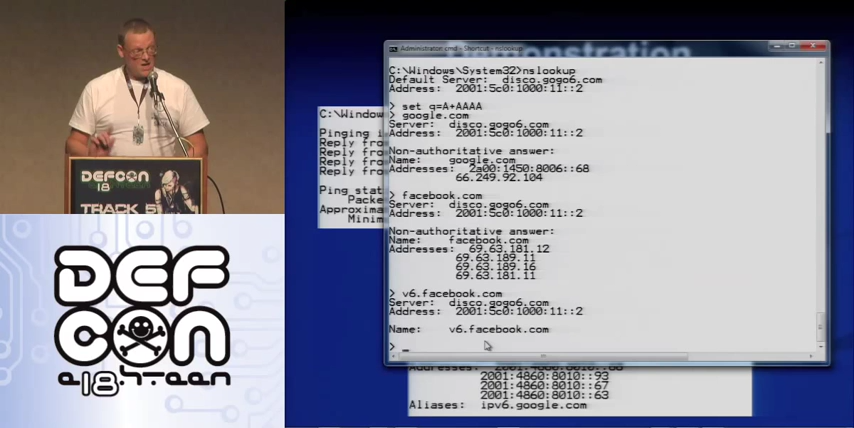 DEFCON
18
TRACK 5
DEF
CON
e18hteen
Demonstration
Administrator: cmd - Shortcut - nslookup
C:\Windows\System32>nslookup
Default Server:  disco.gogo6.com
Address:  2001:5c0:1000:11::2
> set q=A+AAAA
> google.com
Server:  disco.gogo6.com
Address:  2001:5c0:1000:11::2
Non-authoritative answer:
Name:    google.com
Addresses:  2a00:1450:8006::68
66.249.92.104
> facebook.com
Server:  disco.gogo6.com
Address:  2001:5c0:1000:11::2
Non-authoritative answer:
Name:    facebook.com
Addresses:  69.63.181.12
69.63.189.11
69.63.189.16
69.63.181.11
> v6.facebook.com
Server:  disco.gogo6.com
Address:  2001:5c0:1000:11::2
Name:    v6.facebook.com
>
C:\Window
Pinging i
Reply fro
Reply fro
Reply fro
Reply fro
Ping stat
Packe
Approxima
Minim
2001:4860:8010::93
2001:4860:8010::67
2001:4860:8010::63
Aliases:  ipv6.google.com